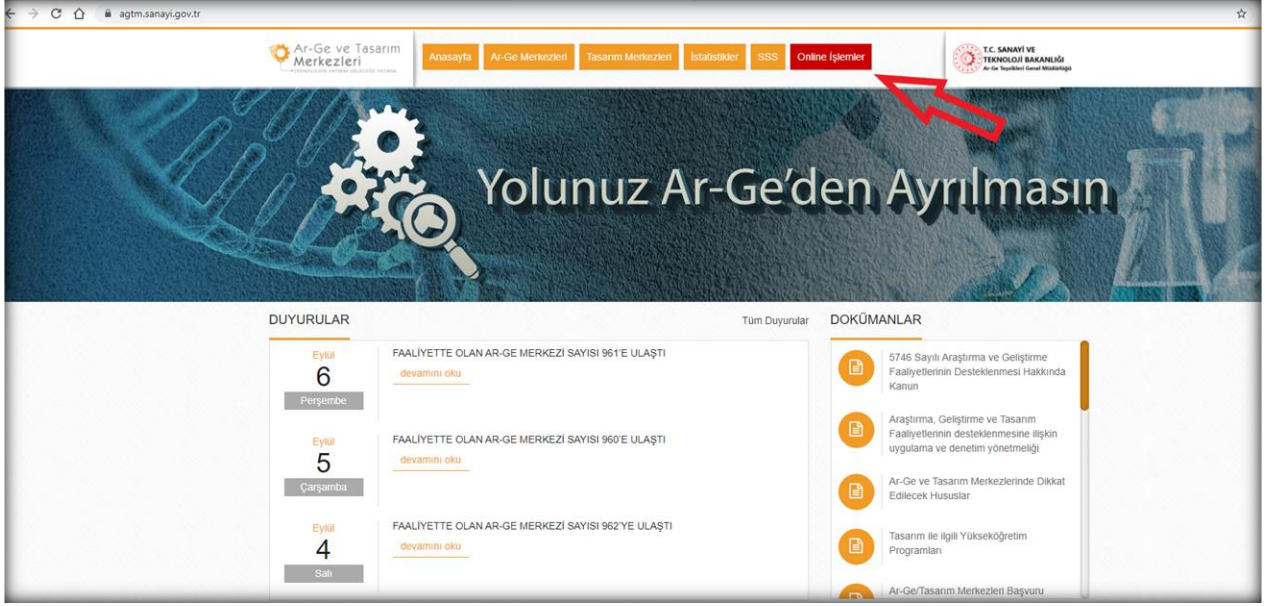 agtm.sanayi.gov.tr
Ar-Ge ve Tasarım
Merkezleri
Anasayfa
Ar-Ge Merkezleri
Tasarım Merkezleri
İstatistikler
SSS
Online İşlemler
T.C. SANAYİ VE
TEKNOLOJİ BAKANLIĞI
Ar-Ge Teşvikleri Genel Müdürlüğü
Yolunuz Ar-Ge'den Ayrılmasın
DUYURULAR
Tüm Duyurular
Eylül
6
Perşembe
FAALİYETTE OLAN AR-GE MERKEZİ SAYISI 961'E ULAŞTI
devamını oku
Eylül
5
Çarşamba
FAALİYETTE OLAN AR-GE MERKEZİ SAYISI 960'E ULAŞTI
devamını oku
Eylül
4
Salı
FAALİYETTE OLAN AR-GE MERKEZİ SAYISI 962'YE ULAŞTI
devamını oku
DOKÜMANLAR
5746 Sayılı Araştırma ve Geliştirme
Faaliyetlerinin Desteklenmesi Hakkında
Kanun
Araştırma, Geliştirme ve Tasarım
Faaliyetlerinin desteklenmesine ilişkin
uygulama ve denetim yönetmeliği
Ar-Ge ve Tasarım Merkezlerinde Dikkat
Edilecek Hususlar
Tasarım ile ilgili Yükseköğretim
Programları
Ar-Ge/Tasarım Merkezleri Başvuru